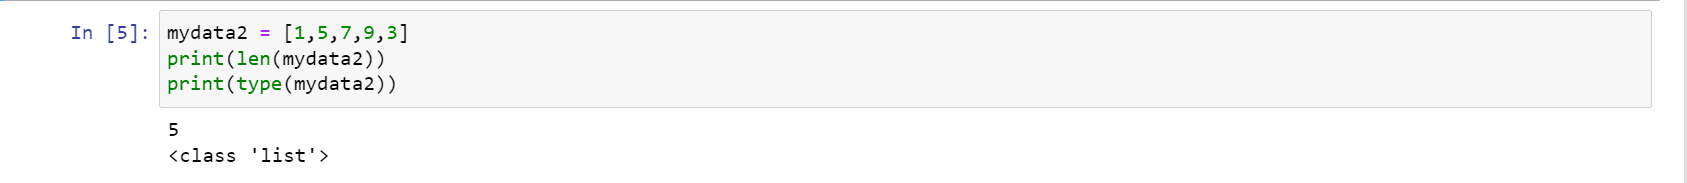 In [5]: mydata2 = [1,5,7,9,3]
print(len(mydata2))
print(type(mydata2))
5
<class 'list'>